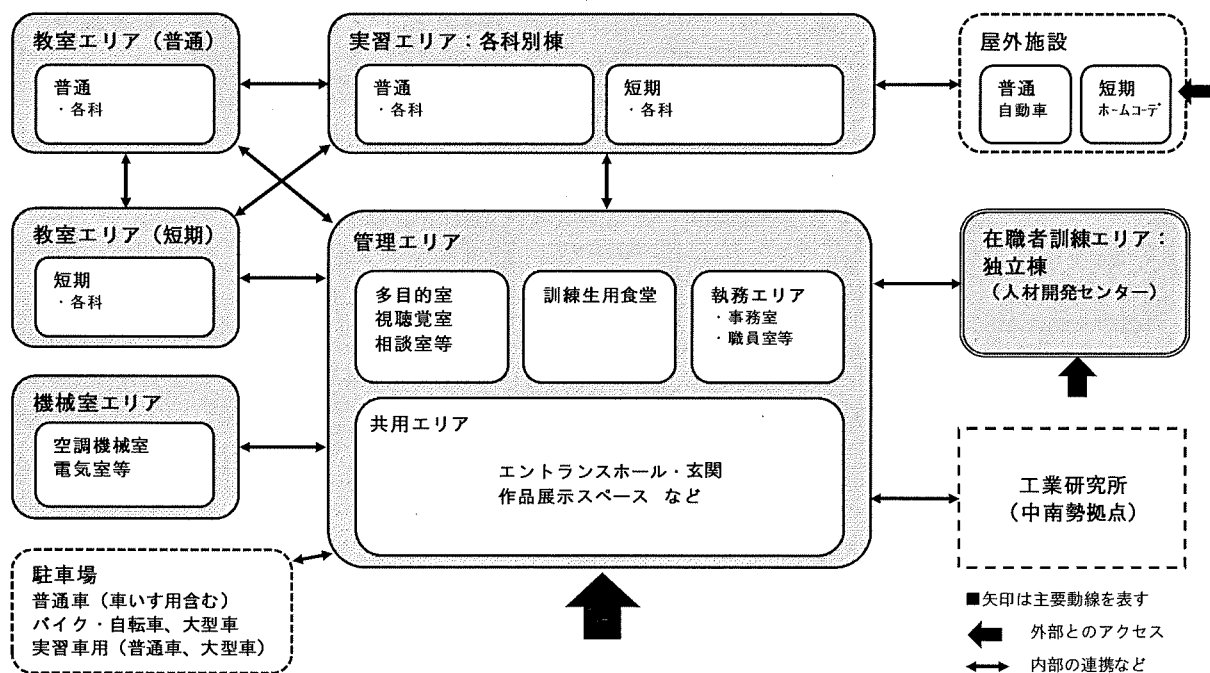 教室エリア（普通）
普通
・各科
実習エリア：各科別棟
普通
・各科
短期
・各科
屋外施設
普通
自動車
短期
ホームコーデ
教室エリア（短期）
短期
・各科
管理エリア
多目的室
視聴覚室
相談室等
訓練生用食堂
執務エリア
・事務室
・職員室等
在職者訓練エリア：
独立棟
（人材開発センター）
機械室エリア
空調機械室
電気室等
共用エリア
エントランスホール・玄関
作品展示スペース など
工業研究所
（中南勢拠点）
駐車場
普通車（車いす用含む）
バイク・自転車、大型車
実習車用（普通車、大型車）
■矢印は主要動線を表す
外部とのアクセス
内部の連携など